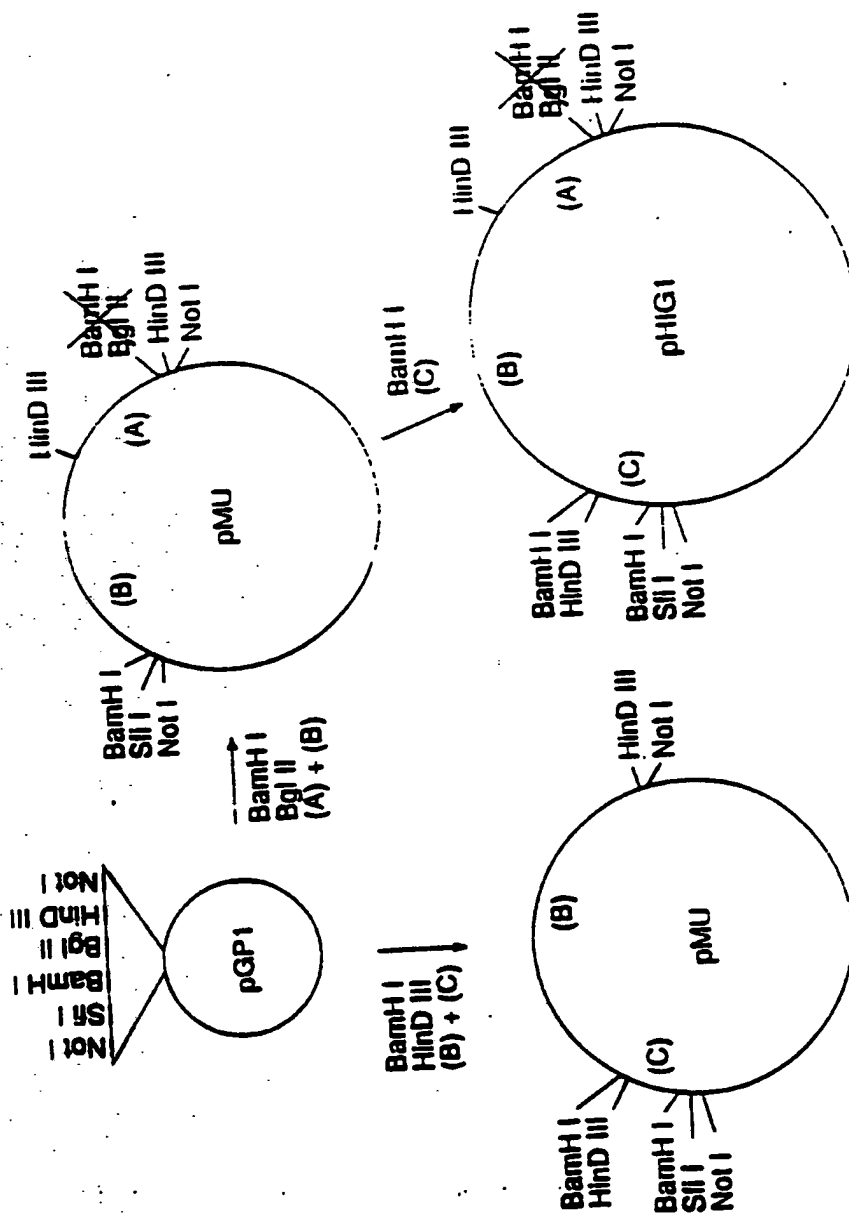 Not I
Sfi I
BamH I
Bgl II
HinD III
Not I
pGP1
BamH I
Bgl II
(A) + (B)
BamH I
Sfi I
Not I
(B)
pMU
(A)
HinD III
BamH I
Bgl II
HinD III
Not I
BamH I
HinD III
(B) + (C)
BamH I
(C)
BamH I
HinD III
(C)
BamH I
Sfi I
Not I
(B)
pMU
HinD III
Not I
BamH I
HinD III
(C)
BamH I
Sfi I
Not I
(B)
pHIG1
(A)
HinD III
BamH I
Bgl II
HinD III
Not I